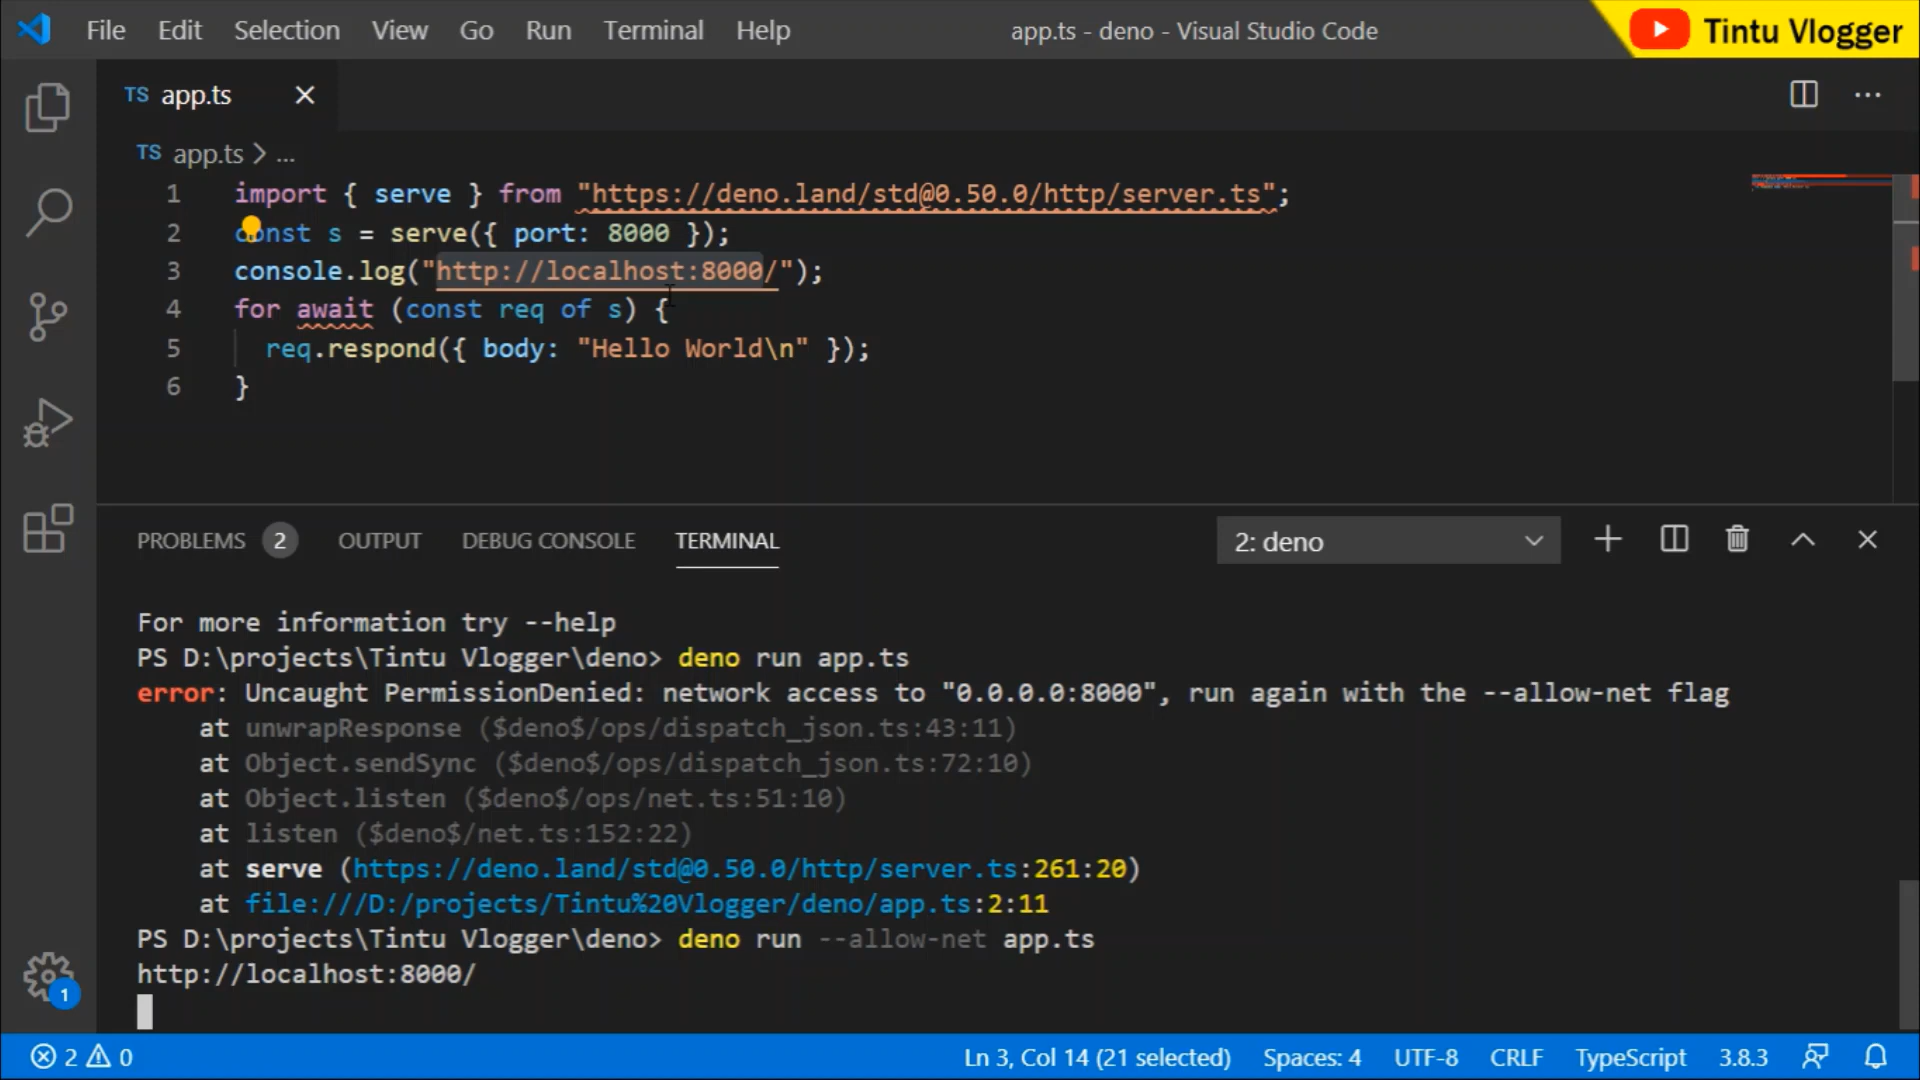 File Edit Selection View Go Run Terminal Help app.ts - deno - Visual Studio Code Tintu Vlogger
TS app.ts
TS app.ts > ...
1 import { serve } from "https://deno.land/std@0.50.0/http/server.ts";
2 const s = serve({ port: 8000 });
3 console.log("http://localhost:8000/");
4 for await (const req of s) {
5 req.respond({ body: "Hello World\n" });
6 }
PROBLEMS 2 OUTPUT DEBUG CONSOLE TERMINAL 2: deno
For more information try --help
PS D:\projects\Tintu Vlogger\deno> deno run app.ts
error: Uncaught PermissionDenied: network access to "0.0.0.0:8000", run again with the --allow-net flag
at unwrapResponse ($deno$/ops/dispatch_json.ts:43:11)
at Object.sendSync ($deno$/ops/dispatch_json.ts:72:10)
at Object.listen ($deno$/ops/net.ts:51:10)
at listen ($deno$/net.ts:152:22)
at serve (https://deno.land/std@0.50.0/http/server.ts:261:20)
at file:///D:/projects/Tintu%20Vlogger/deno/app.ts:2:11
PS D:\projects\Tintu Vlogger\deno> deno run --allow-net app.ts
http://localhost:8000/
1
2 0 Ln 3, Col 14 (21 selected) Spaces: 4 UTF-8 CRLF TypeScript 3.8.3